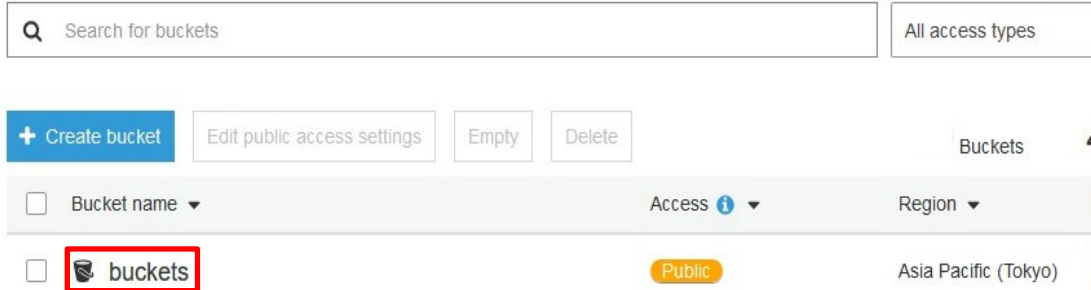 Search for buckets
All access types
+ Create bucket
Edit public access settings
Empty
Delete
Buckets
Bucket name
Access
Region
buckets
Public
Asia Pacific (Tokyo)